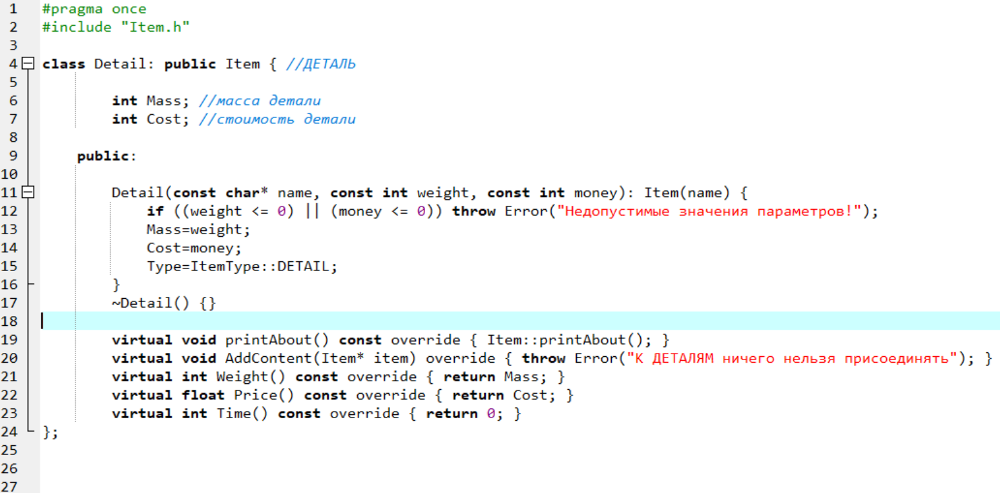 1 #pragma once
2 #include "Item.h"
3
4 class Detail: public Item { //ДЕТАЛЬ
5
6 int Mass; //масса детали
7 int Cost; //стоимость детали
8
9 public:
10
11 Detail(const char* name, const int weight, const int money): Item(name) {
12 if ((weight <= 0) || (money <= 0)) throw Error("Недопустимые значения параметров!");
13 Mass=weight;
14 Cost=money;
15 Type=ItemType::DETAIL;
16 }
17 ~Detail() {}
18
19 virtual void printAbout() const override { Item::printAbout(); }
20 virtual void AddContent(Item* item) override { throw Error("К ДЕТАЛЯМ ничего нельзя присоединять"); }
21 virtual int Weight() const override { return Mass; }
22 virtual float Price() const override { return Cost; }
23 virtual int Time() const override { return 0; }
24 };
25
26
27